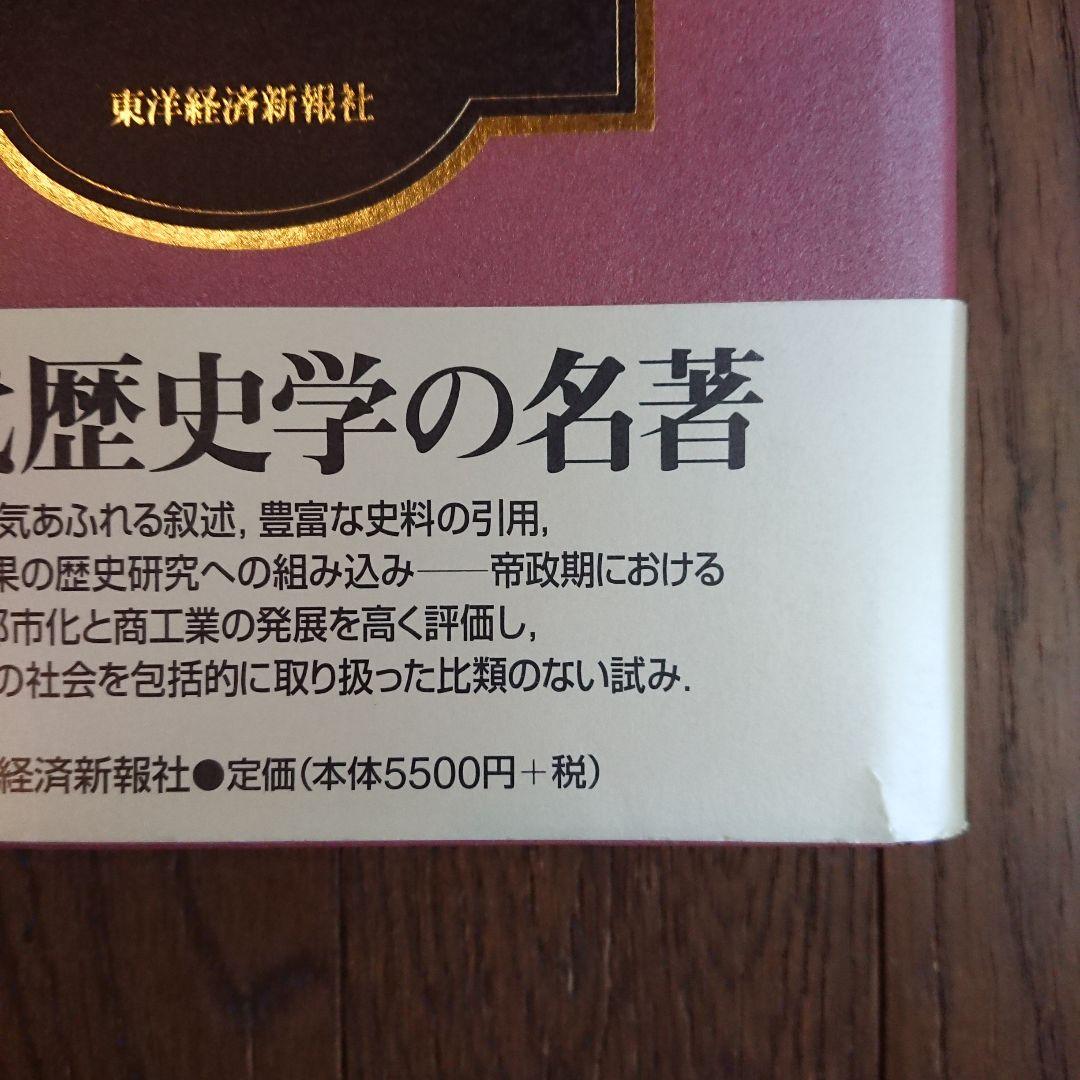 東洋経済新報社
歴史学の名著
気あふれる叙述, 豊富な史料の引用,
果の歴史研究への組み込み——帝政期における
市化と商工業の発展を高く評価し,
の社会を包括的に取り扱った比類のない試み.
経済新報社●定価(本体5500円+税)